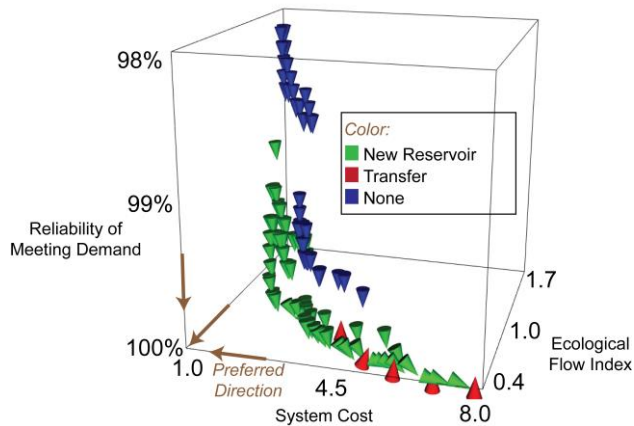 98%
Color:
New Reservoir
Transfer
None
99%
Reliability of
Meeting Demand
1.7
100%
1.0
1.0
Ecological
Flow Index
Preferred
Direction
4.5
0.4
System Cost
8.0